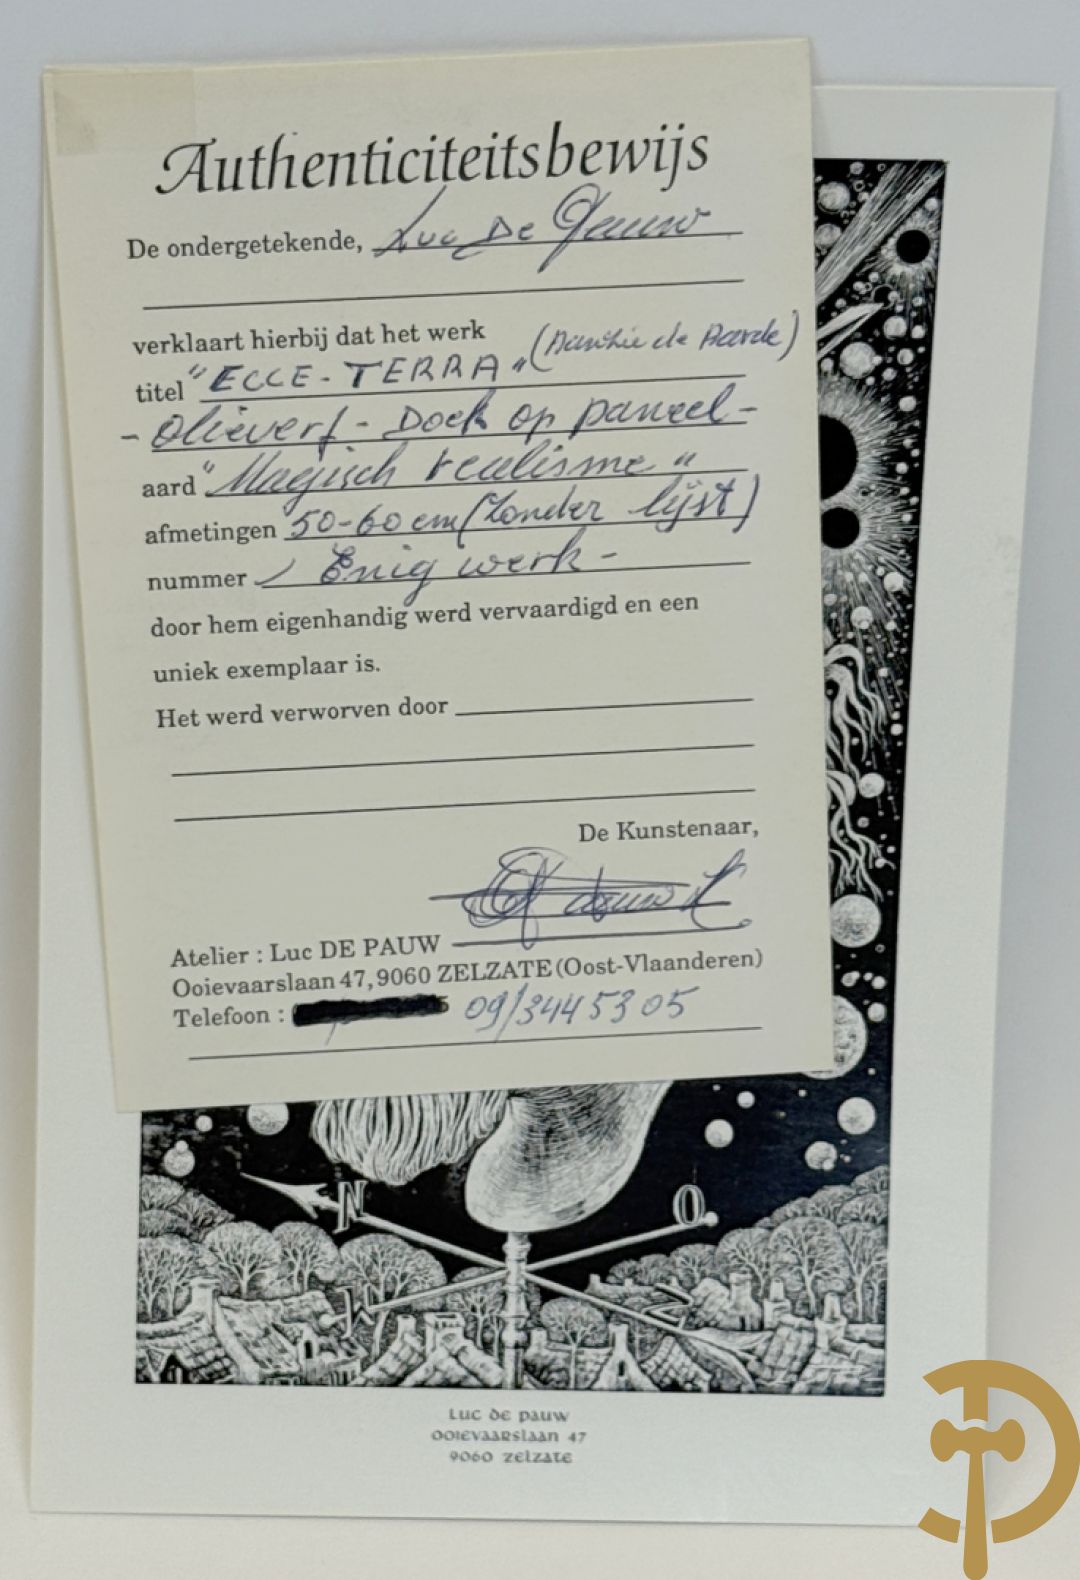 Authenticiteitsbewijs
De ondergetekende, Luc De Pauw
verklaart hierbij dat het werk
titel "ECCE-TERRA" ( de Aarde)
- Olieverf - Doek op paneel -
aard "Magisch realisme"
afmetingen 50-60 cm (Zonder lijst)
nummer / Enig werk -
door hem eigenhandig werd vervaardigd en een
uniek exemplaar is.
Het werd verworven door
De Kunstenaar,
Atelier : Luc DE PAUW
Ooievaarslaan 47, 9060 ZELZATE (Oost-Vlaanderen)
Telefoon : 09/344 53 05
N O
Luc de pauw
ooievaarslaan 47
9060 zelzate